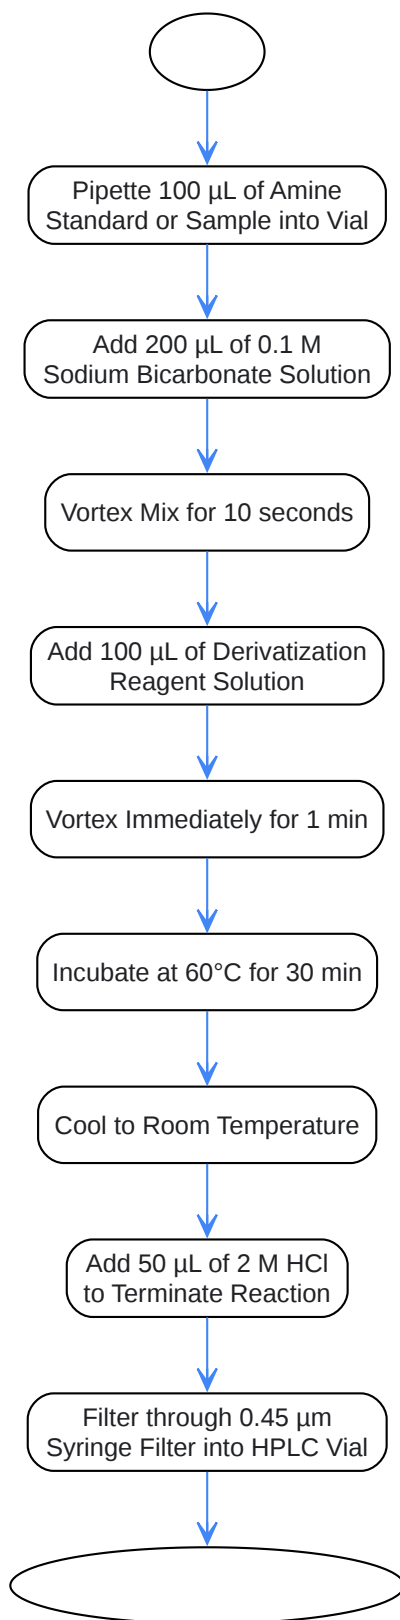 Pipette 100 µL of Amine
Standard or Sample into Vial
Add 200 µL of 0.1 M
Sodium Bicarbonate Solution
Vortex Mix for 10 seconds
Add 100 µL of Derivatization
Reagent Solution
Vortex Immediately for 1 min
Incubate at 60°C for 30 min
Cool to Room Temperature
Add 50 µL of 2 M HCl
to Terminate Reaction
Filter through 0.45 µm
Syringe Filter into HPLC Vial